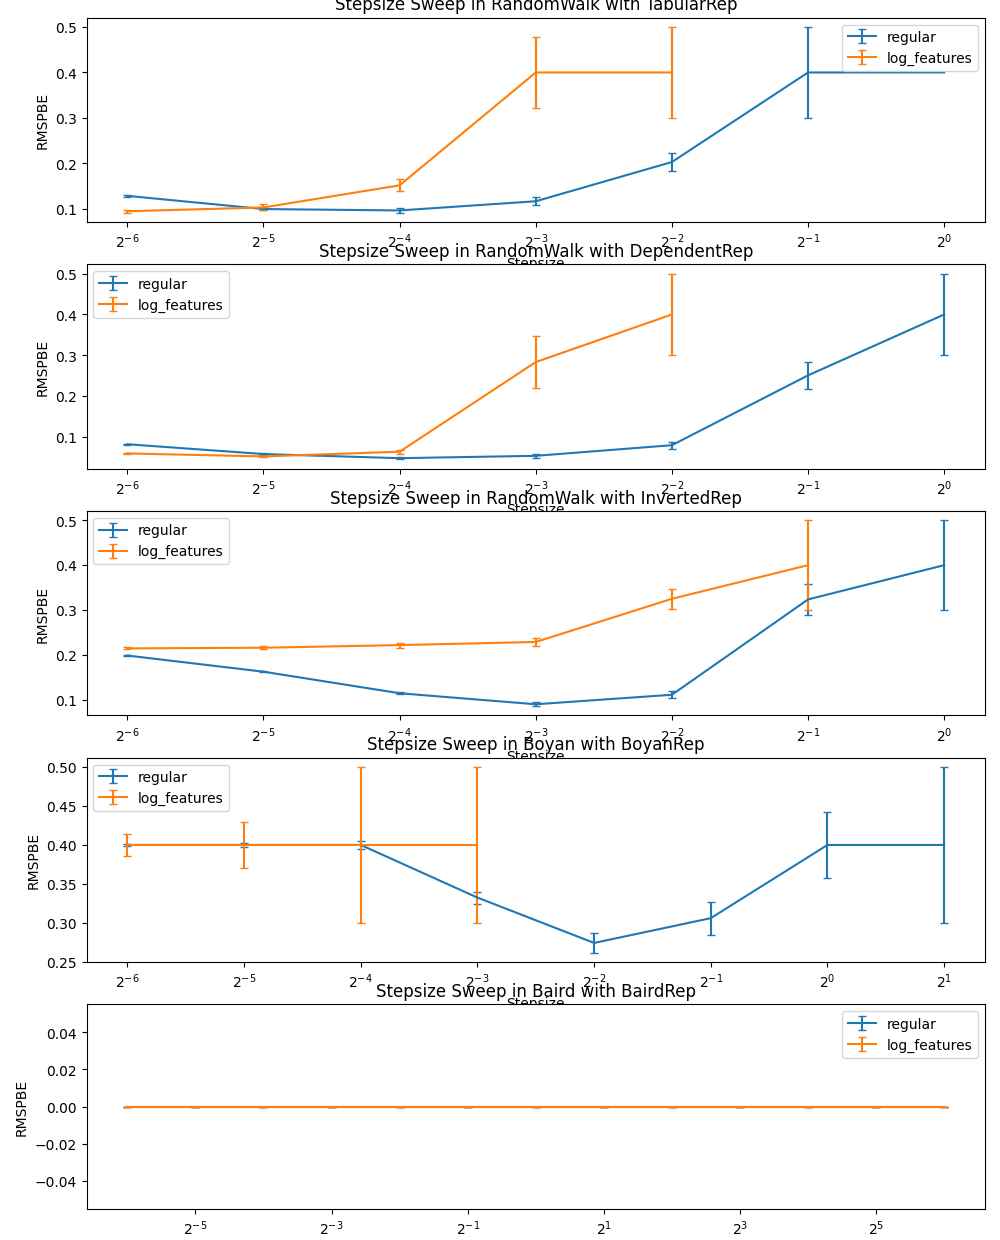 Stepsize Sweep in RandomWalk with TabularRep
0.5
0.4
0.3
0.2
0.1
RMSPBE
regular
log_features
2^-6 2^-5 2^-4 2^-3 2^-2 2^-1 2^0
Stepsize
Stepsize Sweep in RandomWalk with DependentRep
0.5
0.4
0.3
0.2
0.1
RMSPBE
regular
log_features
2^-6 2^-5 2^-4 2^-3 2^-2 2^-1 2^0
Stepsize
Stepsize Sweep in RandomWalk with InvertedRep
0.5
0.4
0.3
0.2
0.1
RMSPBE
regular
log_features
2^-6 2^-5 2^-4 2^-3 2^-2 2^-1 2^0
Stepsize
Stepsize Sweep in Boyan with BoyanRep
0.50
0.45
0.40
0.35
0.30
0.25
RMSPBE
regular
log_features
2^-6 2^-5 2^-4 2^-3 2^-2 2^-1 2^0 2^1
Stepsize
Stepsize Sweep in Baird with BairdRep
0.04
0.02
0.00
−0.02
−0.04
RMSPBE
regular
log_features
2^-5 2^-3 2^-1 2^1 2^3 2^5